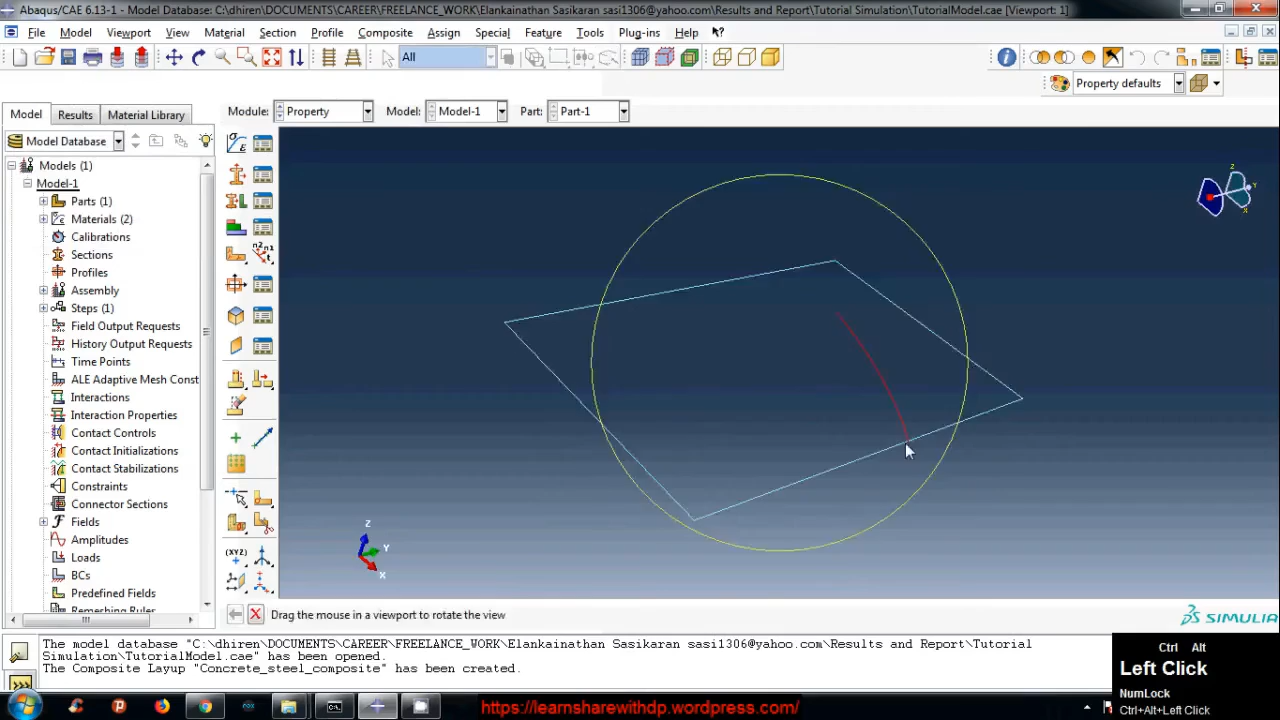 Abaqus/CAE 6.13-1 - Model Database: C:\dhiren\DOCUMENTS\CAREER\FREELANCE_WORK\Elankainathan Sasikaran sasi1306@yahoo.com\Results and Report\Tutorial Simulation\TutorialModel.cae [Viewport: 1]
File Model Viewport View Material Section Profile Composite Assign Special Feature Tools Plug-ins Help
All
Property defaults
Model Results Material Library Module: Property Model: Model-1 Part: Part-1
Model Database
Models (1)
Model-1
Parts (1)
Materials (2)
Calibrations
Sections
Profiles
Assembly
Steps (1)
Field Output Requests
History Output Requests
Time Points
ALE Adaptive Mesh Const
Interactions
Interaction Properties
Contact Controls
Contact Initializations
Contact Stabilizations
Constraints
Connector Sections
Fields
Amplitudes
Loads
BCs
Predefined Fields
Remeshing Rules
σ
E
n2 n1
t
(XYZ)
Z
Y
X
Z
Y
X
Drag the mouse in a viewport to rotate the view
SIMULIA
The model database "C:\dhiren\DOCUMENTS\CAREER\FREELANCE_WORK\Elankainathan Sasikaran sasi1306@yahoo.com\Results and Report\Tutorial
Simulation\TutorialModel.cae" has been opened.
The Composite Layup "Concrete_steel_composite" has been created.
Ctrl Alt
Left Click
NumLock
Ctrl+Alt+Left Click
https://learnsharewithdp.wordpress.com/